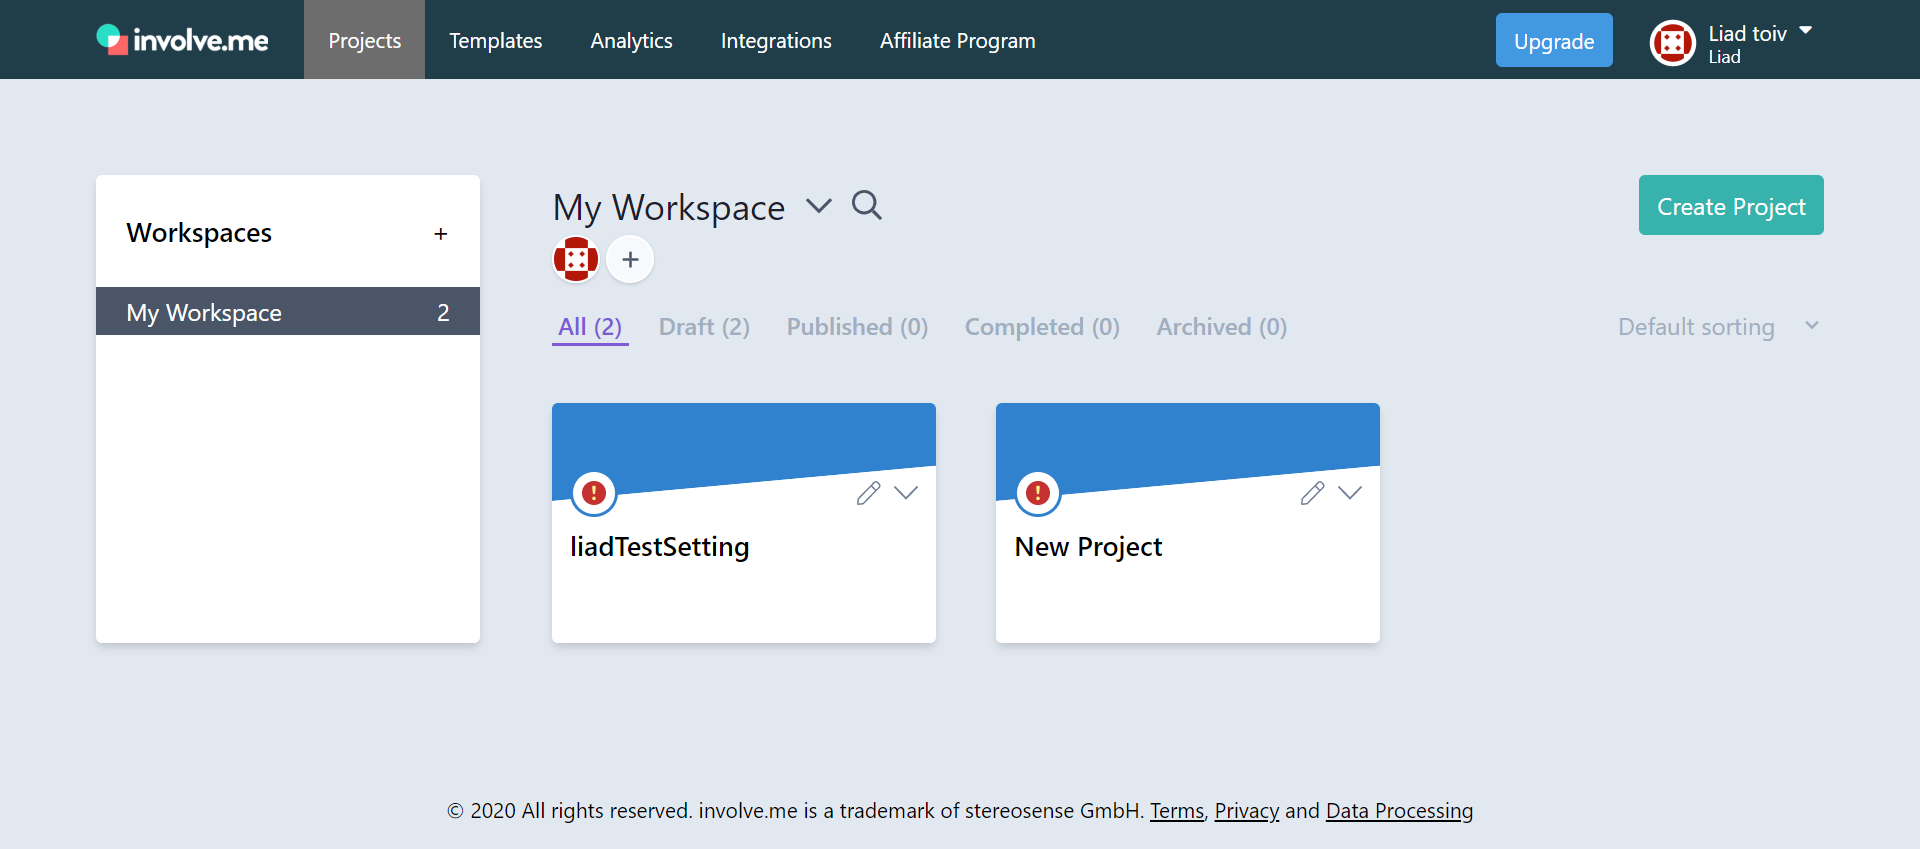 involve.me
Projects
Templates
Analytics
Integrations
Affiliate Program
Upgrade
Liad toiv
Liad
Workspaces +
My Workspace 2
My Workspace
Create Project
+
All (2)
Draft (2)
Published (0)
Completed (0)
Archived (0)
Default sorting
!
liadTestSetting
!
New Project
© 2020 All rights reserved. involve.me is a trademark of stereosense GmbH. Terms, Privacy and Data Processing